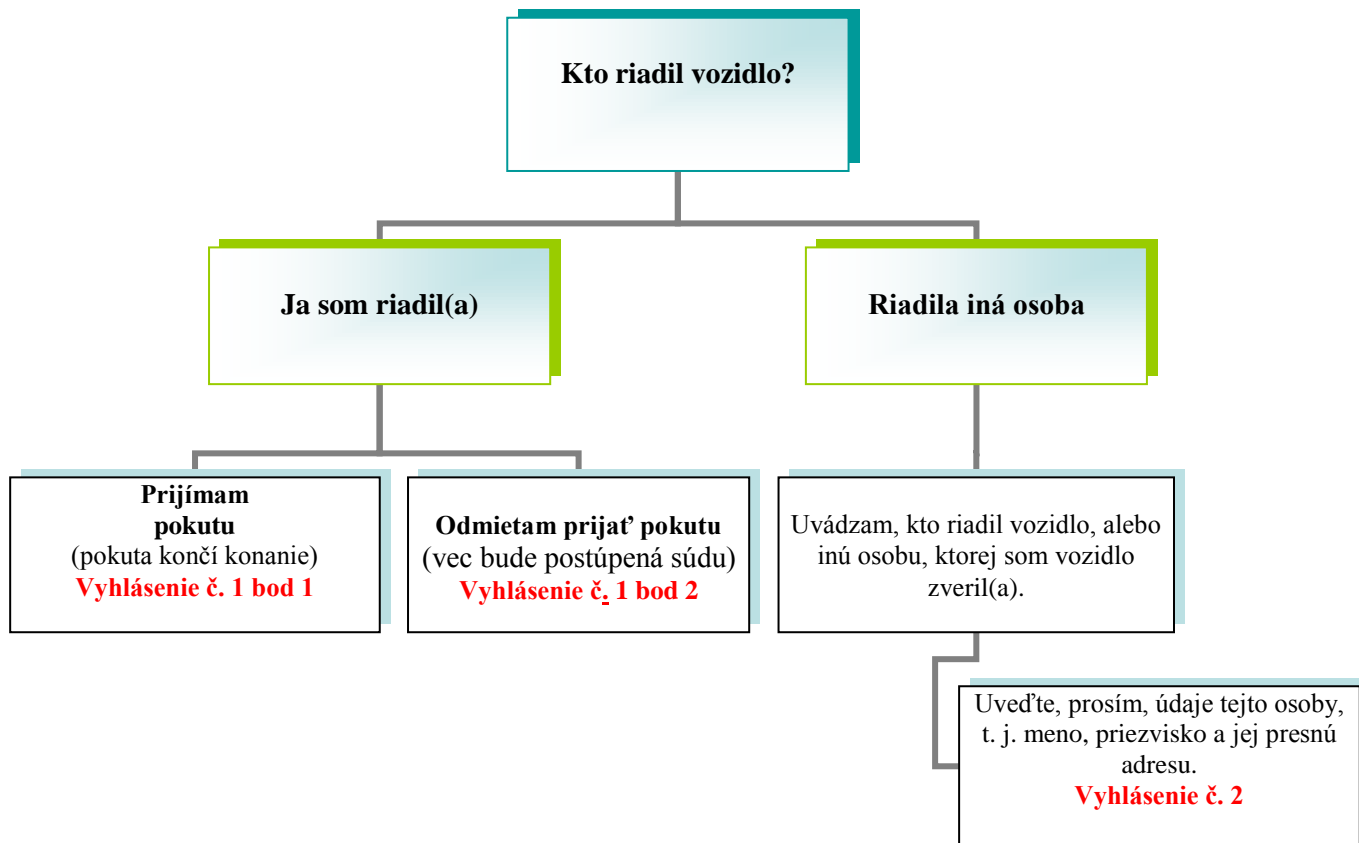 Kto riadil vozidlo?
Ja som riadil(a)
Riadila iná osoba
Prijímam
pokutu
(pokuta končí konanie)
Vyhlásenie č. 1 bod 1
Odmietam prijať pokutu
(vec bude postúpená súdu)
Vyhlásenie č. 1 bod 2
Uvádzam, kto riadil vozidlo, alebo
inú osobu, ktorej som vozidlo
zveril(a).
Uveďte, prosím, údaje tejto osoby,
t. j. meno, priezvisko a jej presnú
adresu.
Vyhlásenie č. 2